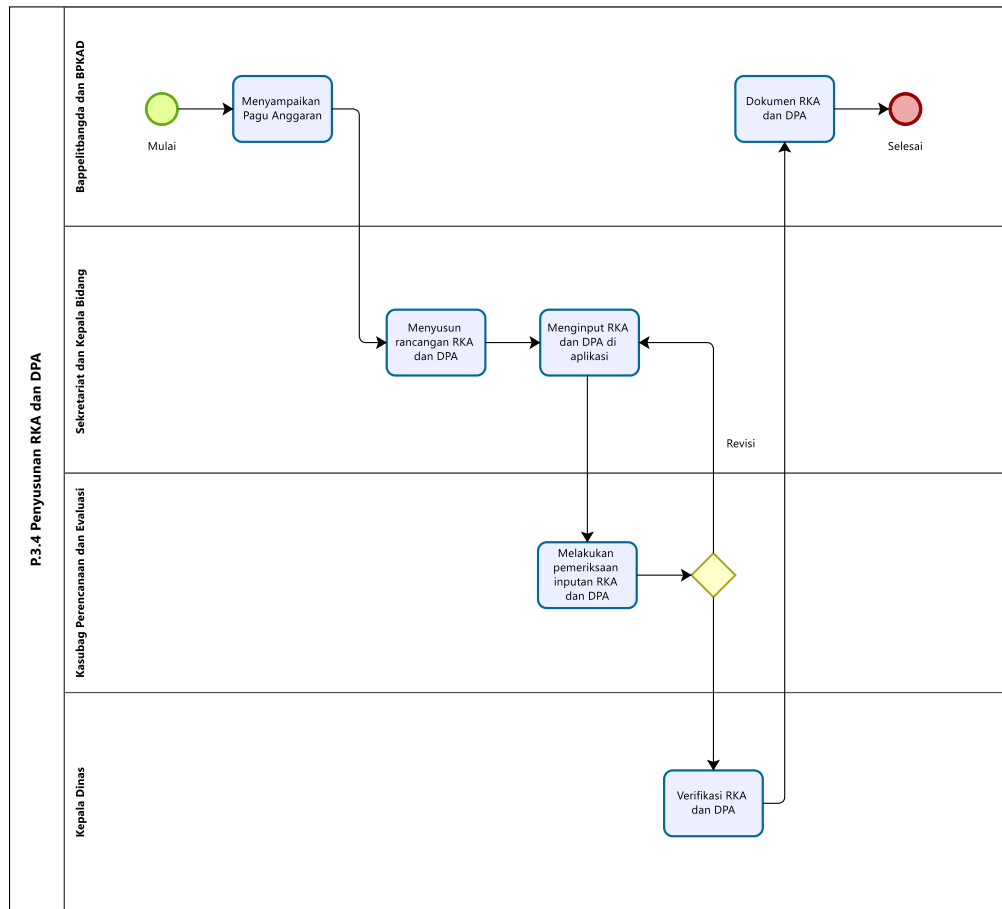 P.3.4 Penyusunan RKA dan DPA
Bappelitbangda dan BPKAD
Mulai
Menyampaikan
Pagu Anggaran
Dokumen RKA
dan DPA
Selesai
Sekretariat dan Kepala Bidang
Menyusun
rancangan RKA
dan DPA
Menginput RKA
dan DPA di
aplikasi
Revisi
Kasubag Perencanaan dan Evaluasi
Melakukan
pemeriksaan
inputan RKA
dan DPA
Kepala Dinas
Verifikasi RKA
dan DPA